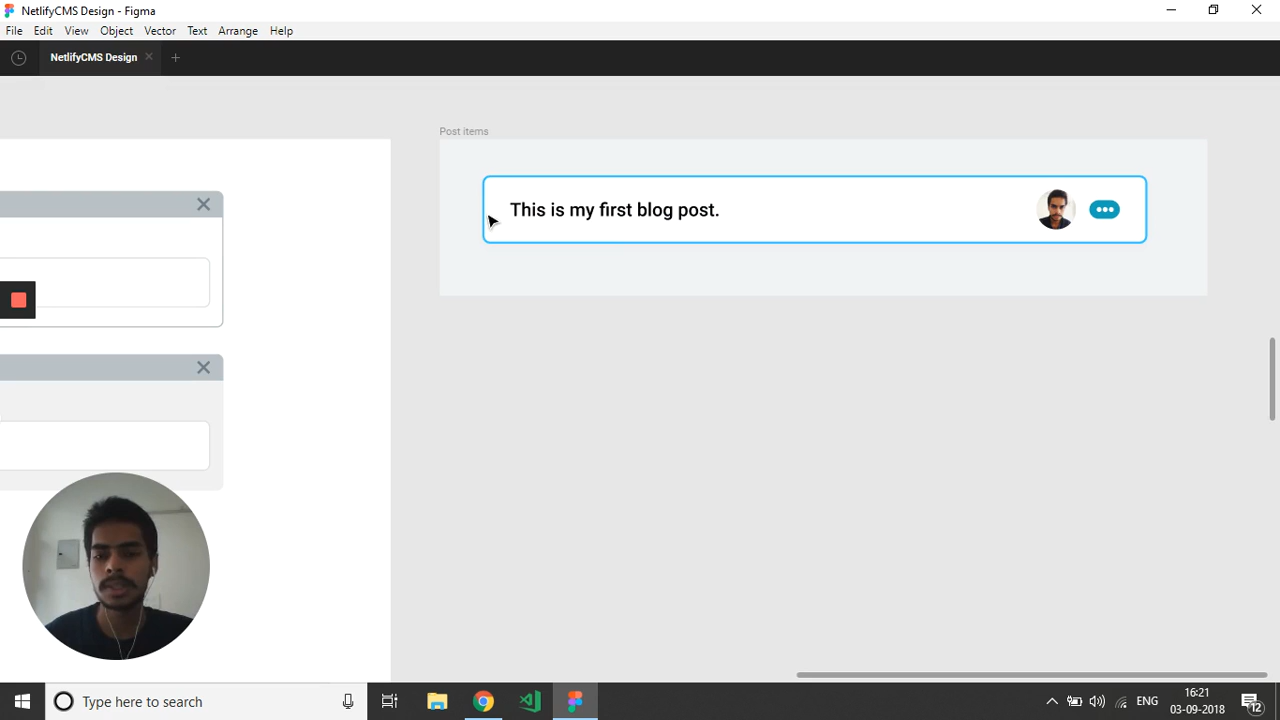 NetlifyCMS Design - Figma
File Edit View Object Vector Text Arrange Help
NetlifyCMS Design
Post items
This is my first blog post.
Type here to search
ENG
16:21
03-09-2018
12